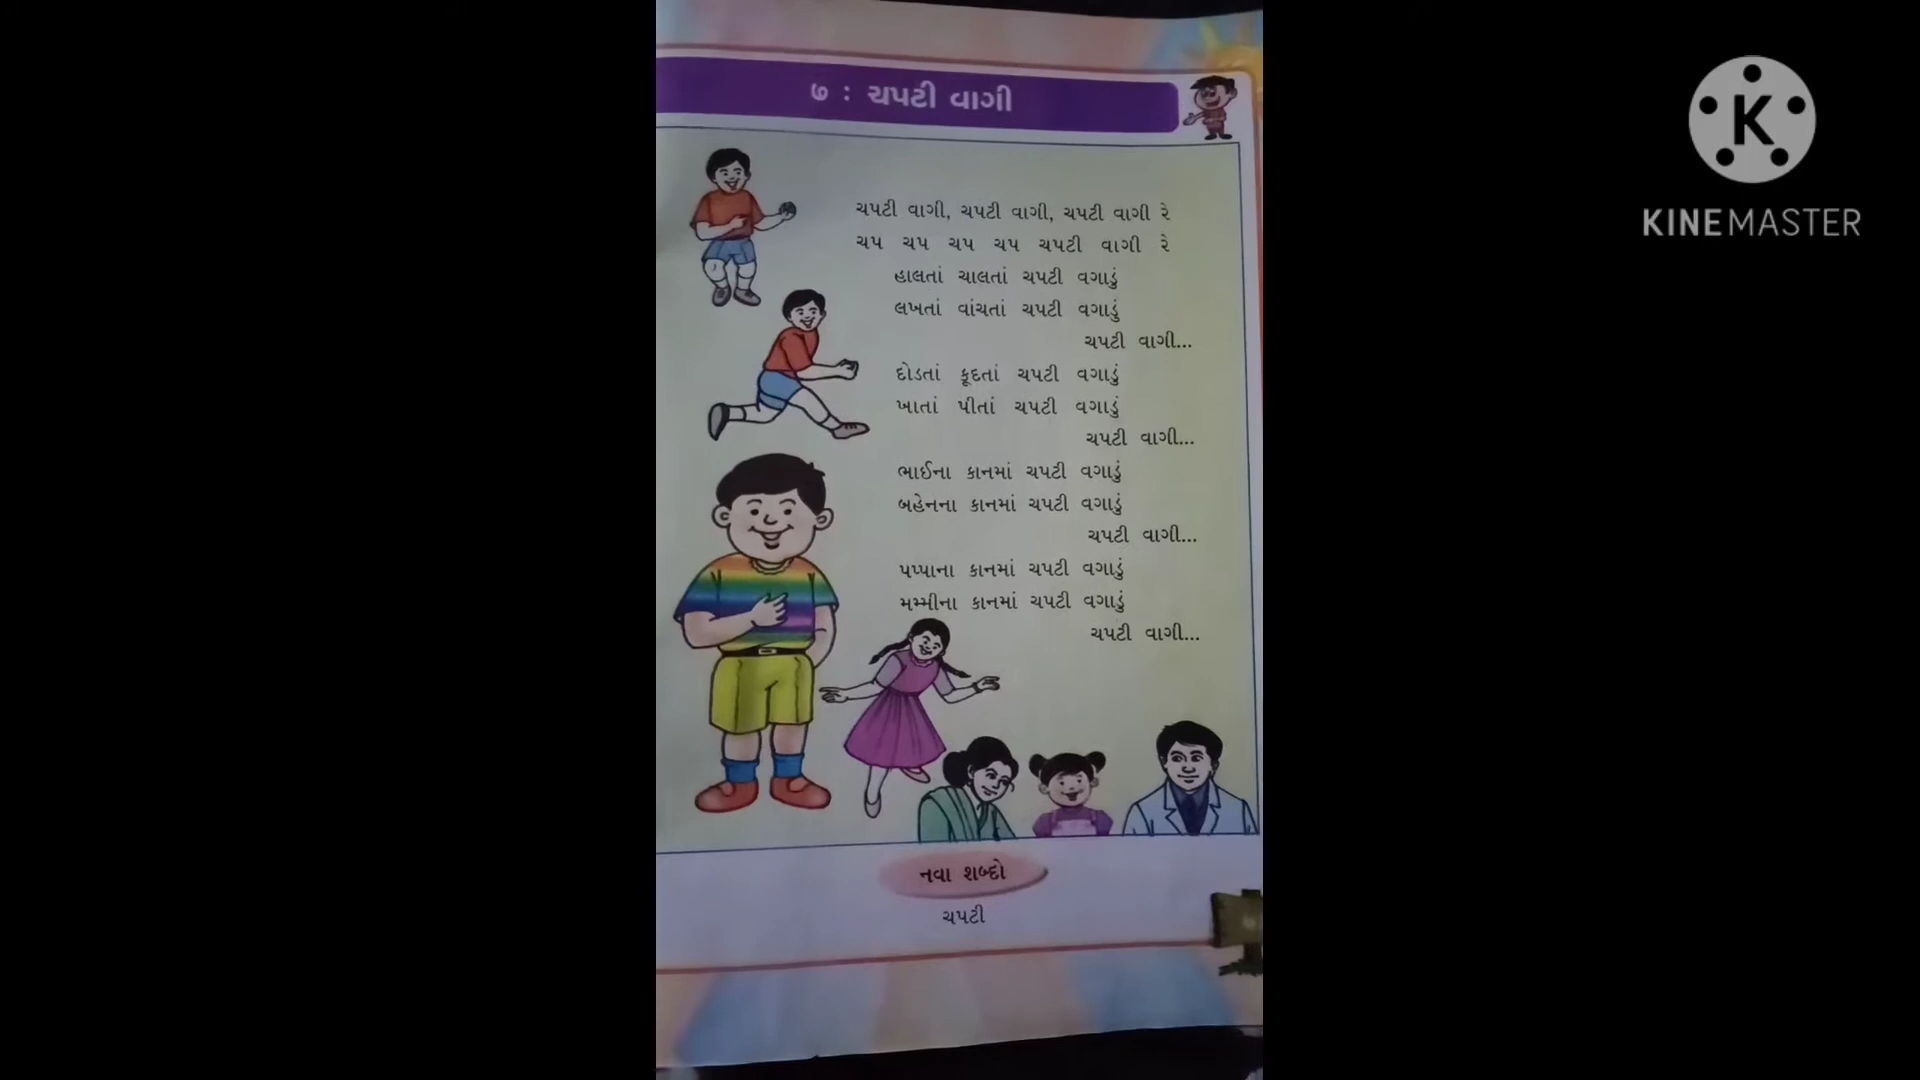 ૭ : ચપટી વાગી
ચપટી વાગી, ચપટી વાગી, ચપટી વાગી રે
ચપ ચપ ચપ ચપ ચપટી વાગી રે
હાલતાં ચાલતાં ચપટી વગાડું
લખતાં વાંચતાં ચપટી વગાડું
ચપટી વાગી...
દોડતાં કૂદતાં ચપટી વગાડું
ખાતાં પીતાં ચપટી વગાડું
ચપટી વાગી...
ભાઈના કાનમાં ચપટી વગાડું
બહેનના કાનમાં ચપટી વગાડું
ચપટી વાગી...
પપ્પાના કાનમાં ચપટી વગાડું
મમ્મીના કાનમાં ચપટી વગાડું
ચપટી વાગી...
નવા શબ્દો
ચપટી
K
KINEMASTER